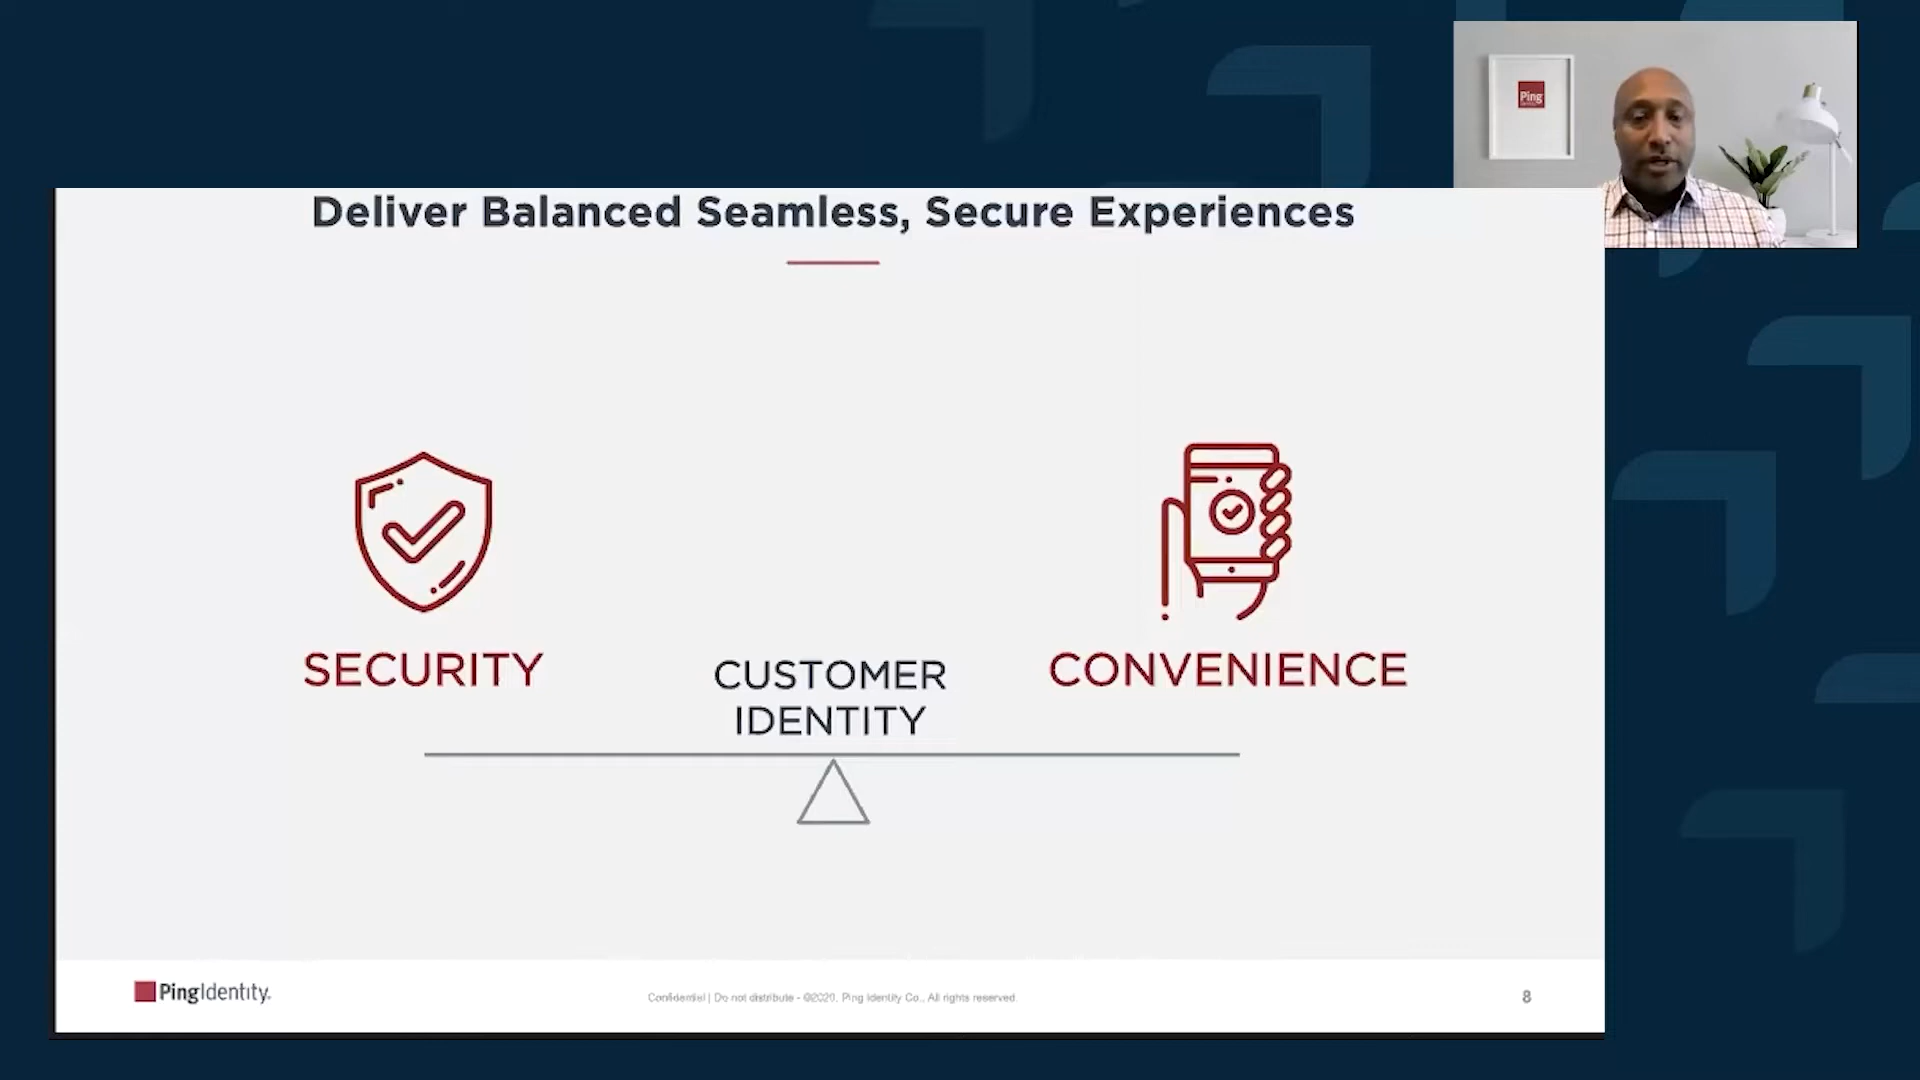 Ping
Deliver Balanced Seamless, Secure Experiences
SECURITY
CUSTOMER
IDENTITY
CONVENIENCE
PingIdentity.
Confidential | Do not distribute - ©2020. Ping Identity Co., All rights reserved.
8